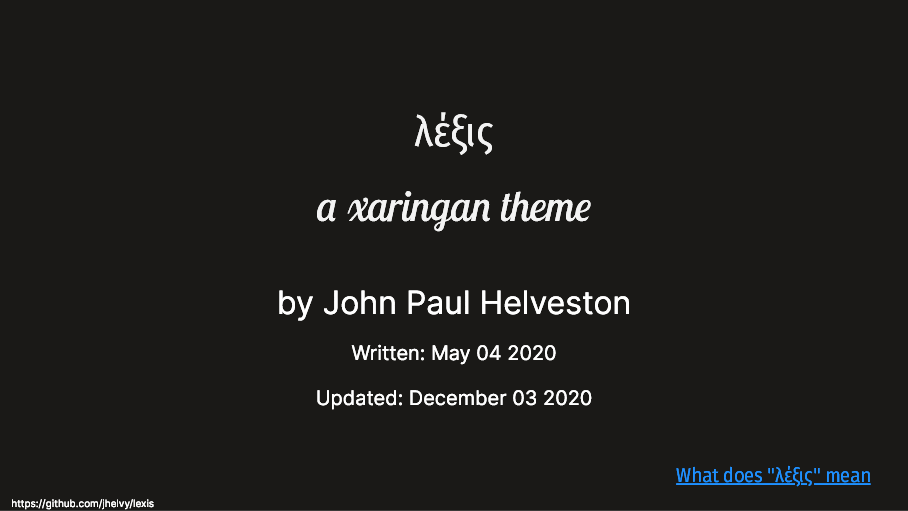 λέξις
a xaringan theme
by John Paul Helveston
Written: May 04 2020
Updated: December 03 2020
What does "λέξις" mean
https://github.com/jhelvy/lexis